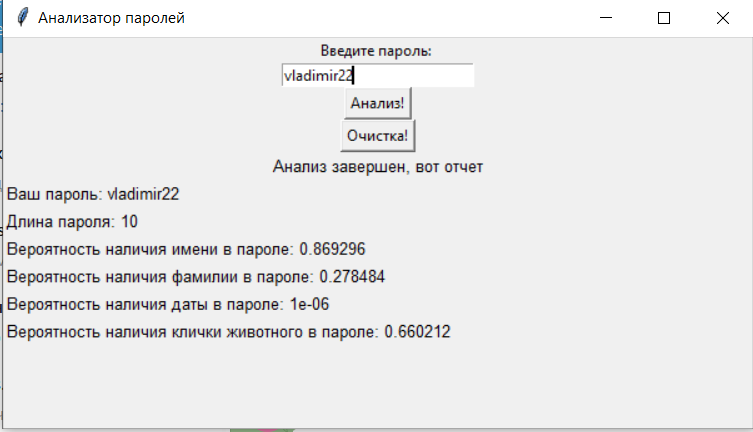 Анализатор паролей
Введите пароль:
vladimir22
Анализ!
Очистка!
Анализ завершен, вот отчет
Ваш пароль: vladimir22
Длина пароля: 10
Вероятность наличия имени в пароле: 0.869296
Вероятность наличия фамилии в пароле: 0.278484
Вероятность наличия даты в пароле: 1e-06
Вероятность наличия клички животного в пароле: 0.660212